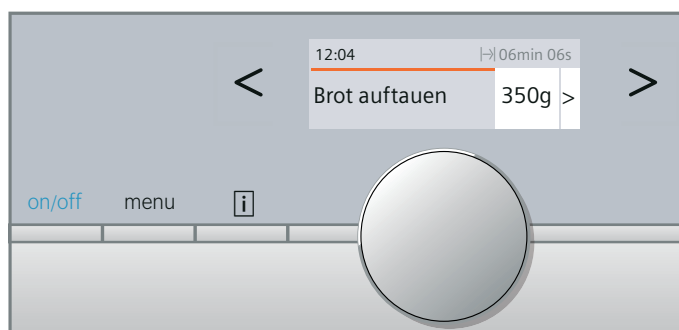 12:04 |→| 06min 06s
< Brot auftauen 350g > >
on/off menu i